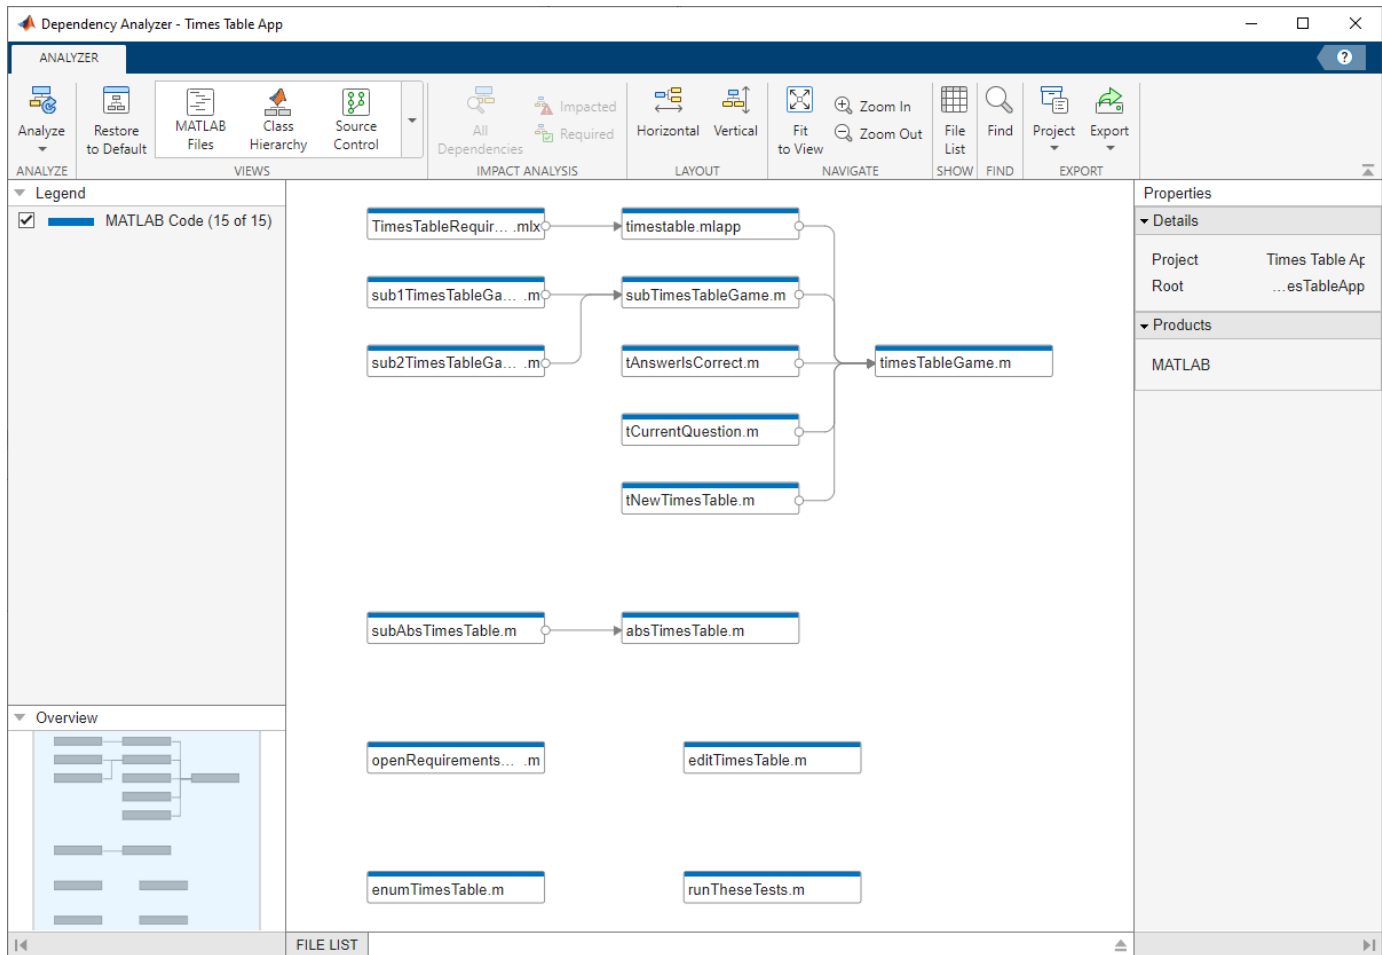 Dependency Analyzer - Times Table App
ANALYZER
?
Analyze
Restore to Default
MATLAB Files
Class Hierarchy
Source Control
All Dependencies
Impacted
Required
Horizontal
Vertical
Fit to View
Zoom In
Zoom Out
File List
Find
Project
Export
ANALYZE
VIEWS
IMPACT ANALYSIS
LAYOUT
NAVIGATE
SHOW
FIND
EXPORT
Legend
MATLAB Code (15 of 15)
TimesTableRequir... .mlx
timestable.mlapp
sub1TimesTableGa... .m
subTimesTableGame.m
sub2TimesTableGa... .m
tAnswerIsCorrect.m
timesTableGame.m
tCurrentQuestion.m
tNewTimesTable.m
subAbsTimesTable.m
absTimesTable.m
openRequirements... .m
editTimesTable.m
enumTimesTable.m
runTheseTests.m
Overview
FILE LIST
Properties
Details
Project Times Table Ap
Root ...esTableApp
Products
MATLAB